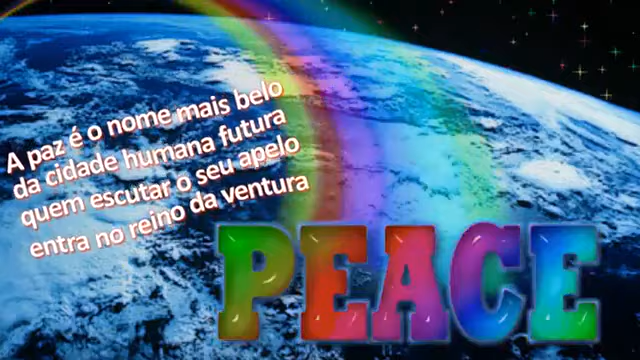 A paz é o nome mais belo
da cidade humana futura
quem escutar o seu apelo
entra no reino da ventura
PEACE